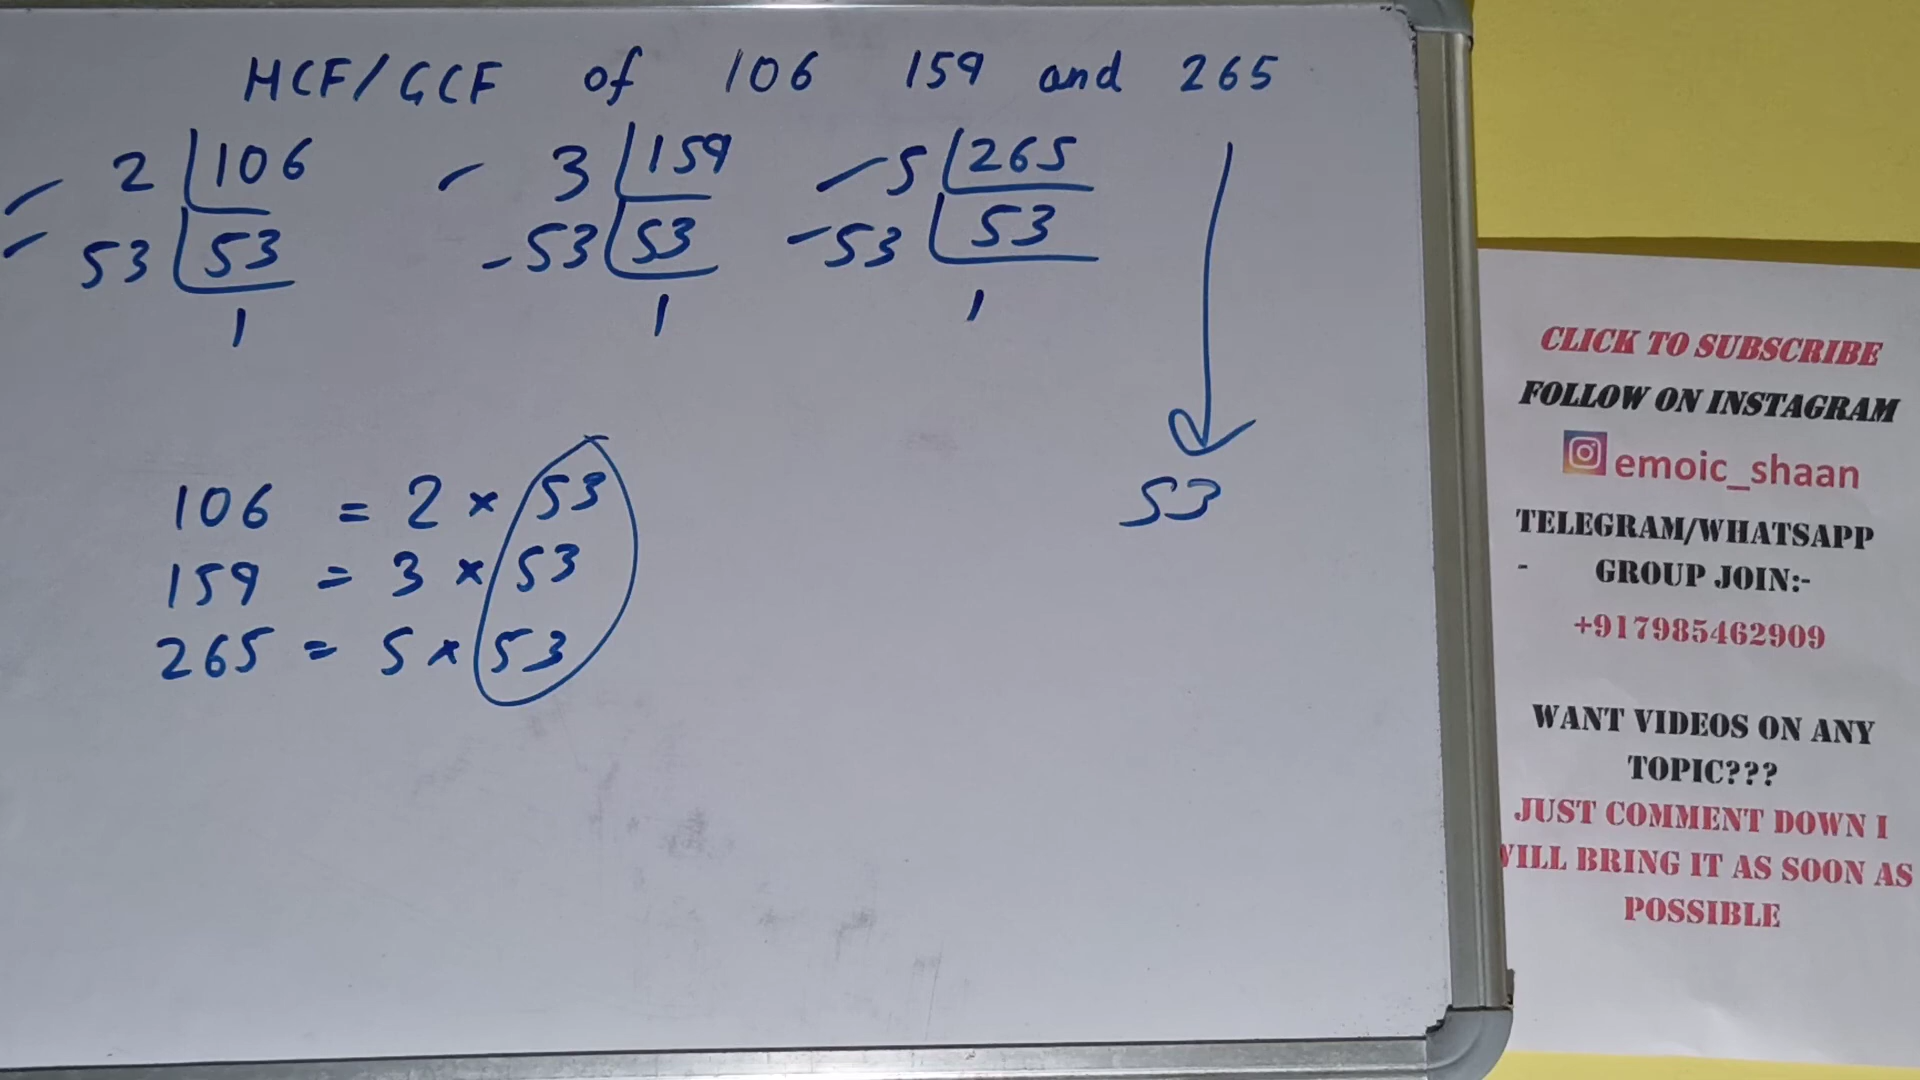 HCF/GCF of 106 159 and 265
2 106 3 159 5 265
53 53 53 53 53 53
1 1 1
53
106 = 2 × 53
159 = 3 × 53
265 = 5 × 53
CLICK TO SUBSCRIBE
FOLLOW ON INSTAGRAM
emoic_shaan
TELEGRAM/WHATSAPP
- GROUP JOIN:-
+917985462909
WANT VIDEOS ON ANY
TOPIC???
JUST COMMENT DOWN I
WILL BRING IT AS SOON AS
POSSIBLE